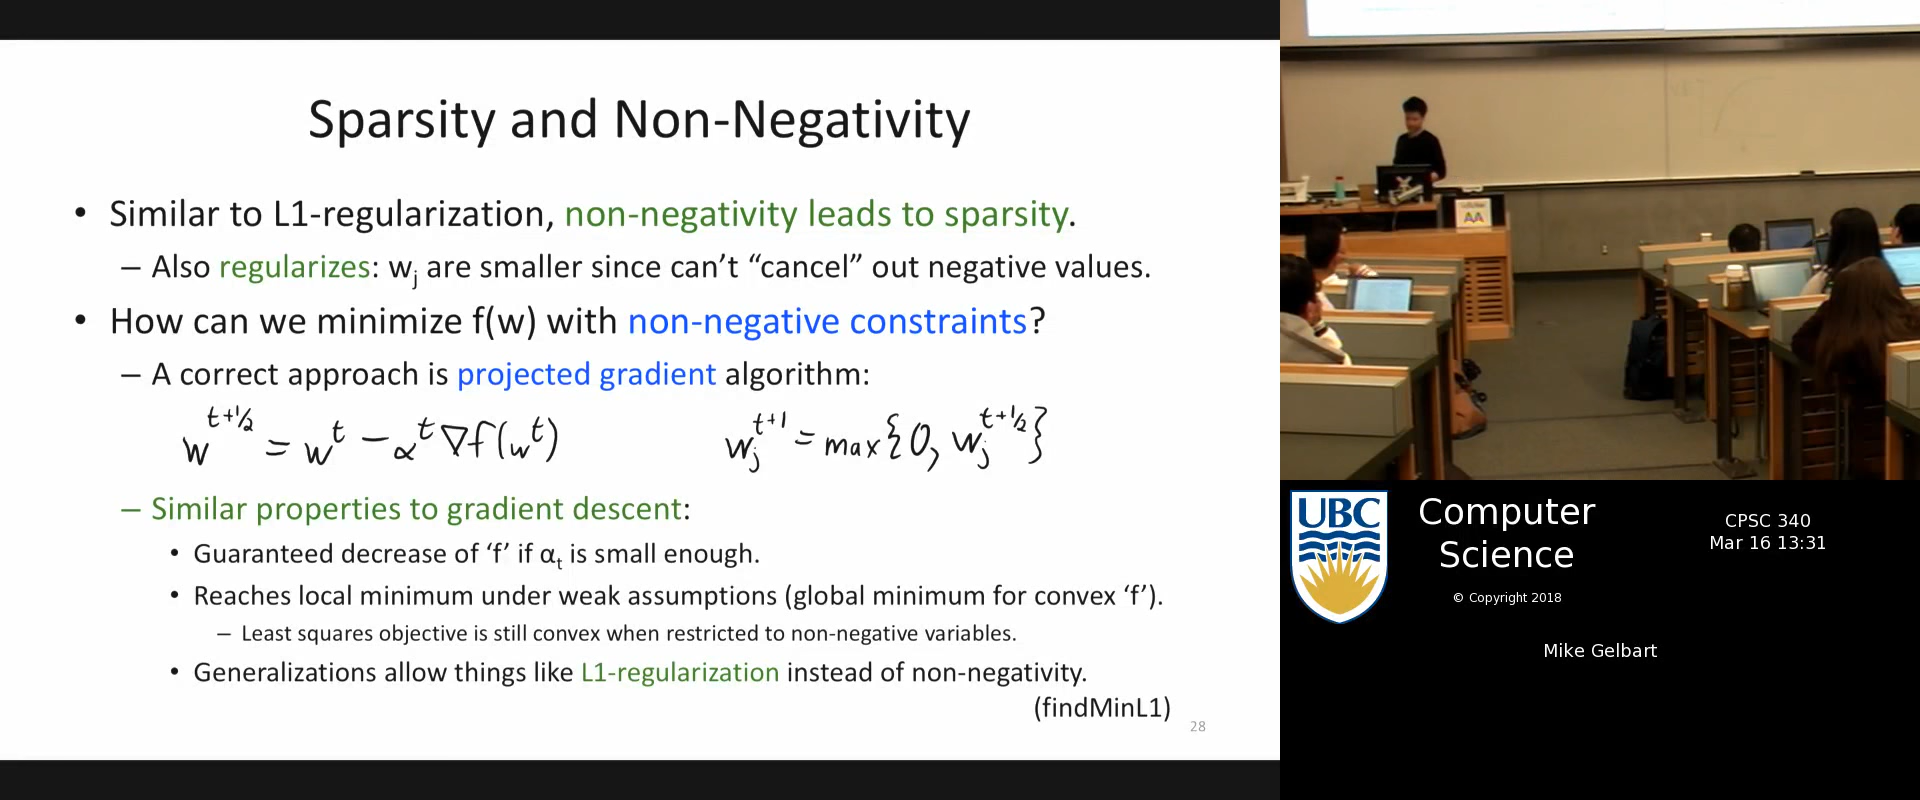 Sparsity and Non-Negativity
• Similar to L1-regularization, non-negativity leads to sparsity.
– Also regularizes: wj are smaller since can’t “cancel” out negative values.
• How can we minimize f(w) with non-negative constraints?
– A correct approach is projected gradient algorithm:
w^{t+1/2} = w^t − α^t ∇f(w^t)
w_j^{t+1} = max{0, w_j^{t+1/2}}
– Similar properties to gradient descent:
• Guaranteed decrease of ‘f’ if αt is small enough.
• Reaches local minimum under weak assumptions (global minimum for convex ‘f’).
– Least squares objective is still convex when restricted to non-negative variables.
• Generalizations allow things like L1-regularization instead of non-negativity.
(findMinL1)
28
UBC
Computer
Science
© Copyright 2018
CPSC 340
Mar 16 13:31
Mike Gelbart